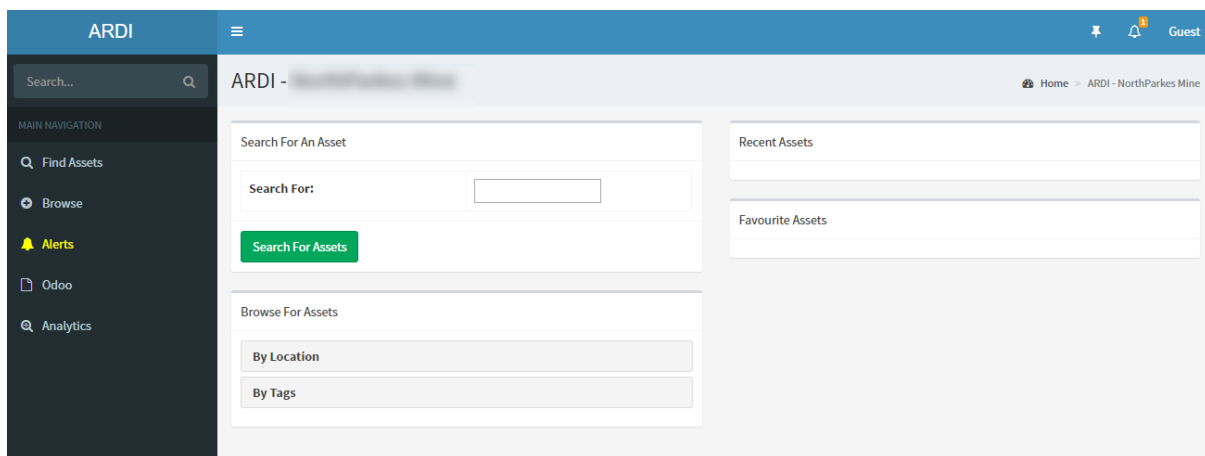 ARDI
1
Guest
Search...
ARDI -
Home > ARDI - NorthParkes Mine
MAIN NAVIGATION
Find Assets
Browse
Alerts
Odoo
Analytics
Search For An Asset
Search For:
Search For Assets
Browse For Assets
By Location
By Tags
Recent Assets
Favourite Assets